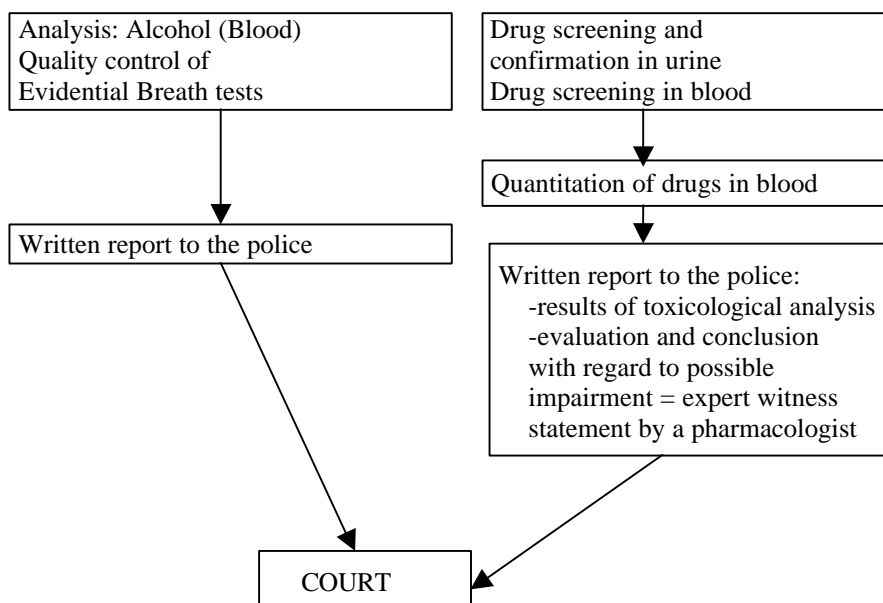 Analysis: Alcohol (Blood)
Quality control of
Evidential Breath tests
Written report to the police
Drug screening and
confirmation in urine
Drug screening in blood
Quantitation of drugs in blood
Written report to the police:
-results of toxicological analysis
-evaluation and conclusion
with regard to possible
impairment = expert witness
statement by a pharmacologist
COURT